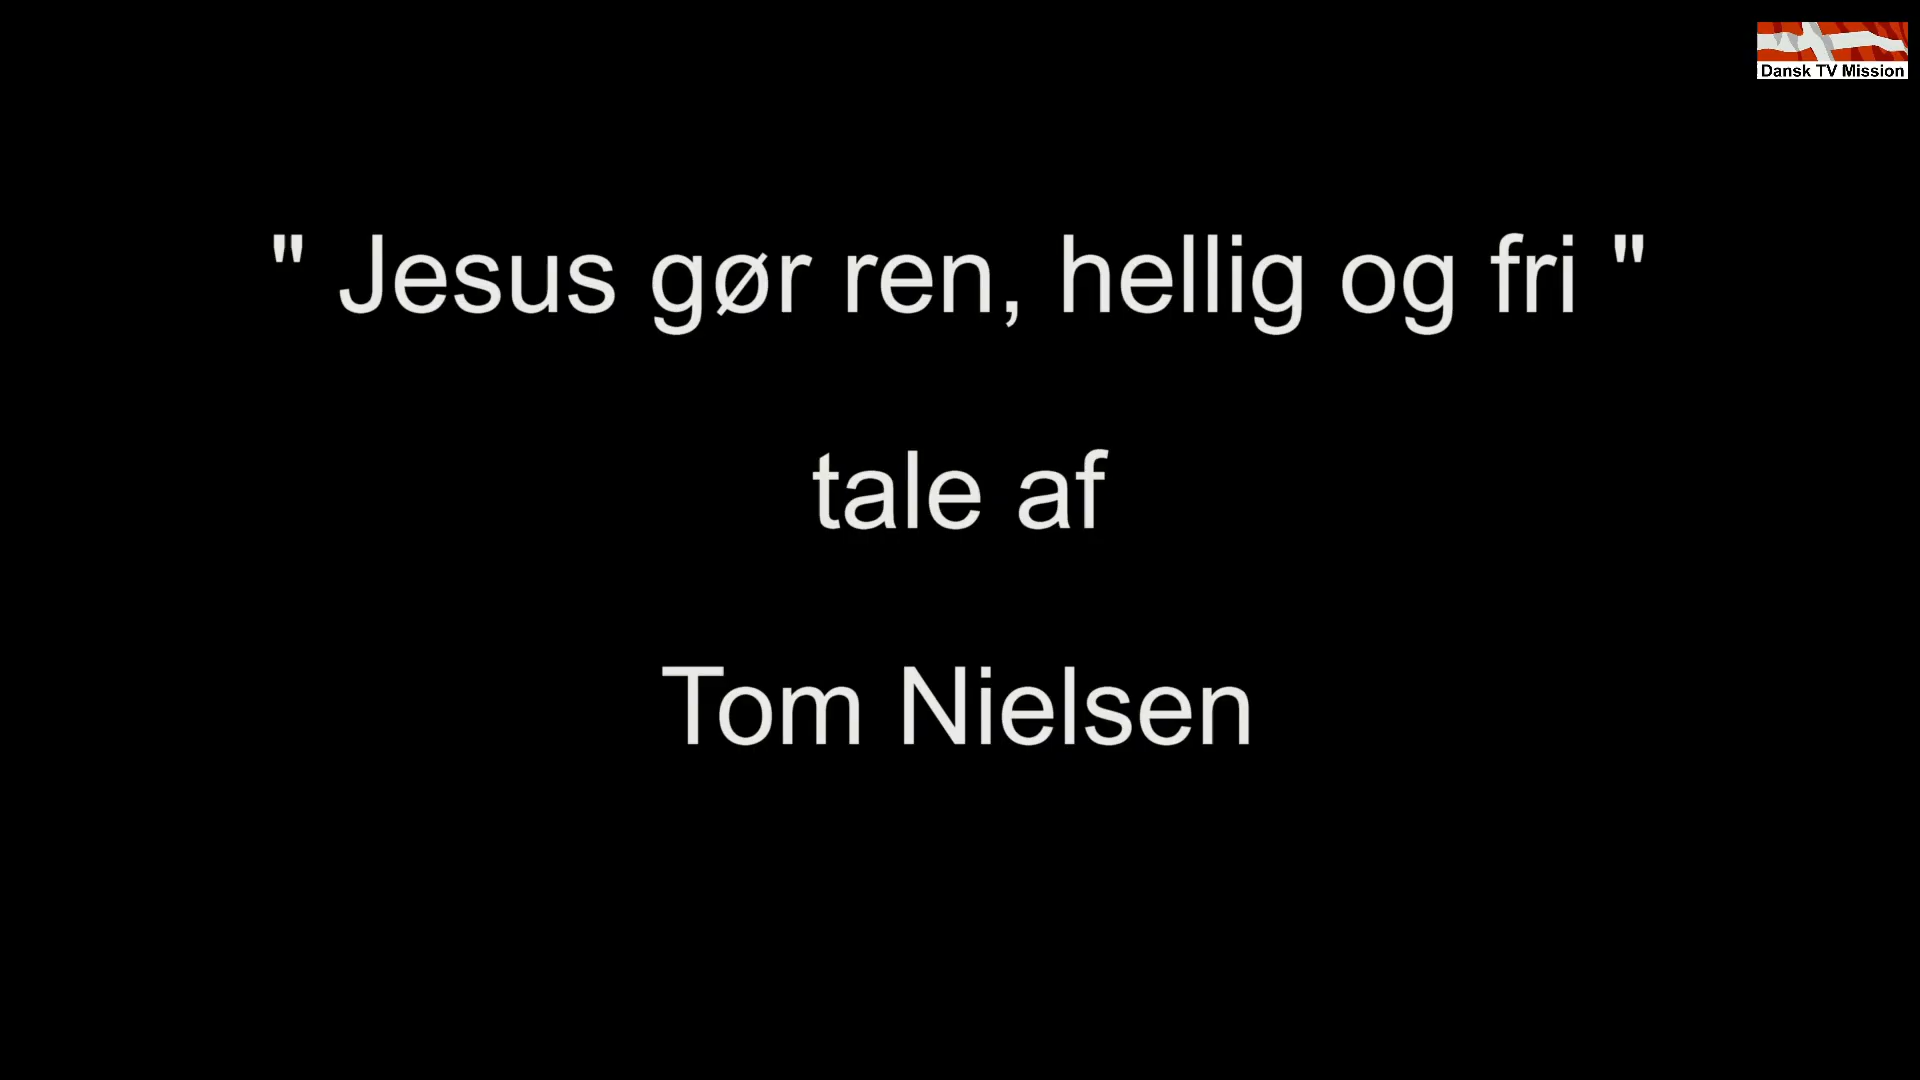 Dansk TV Mission
" Jesus gør ren, hellig og fri "
tale af
Tom Nielsen